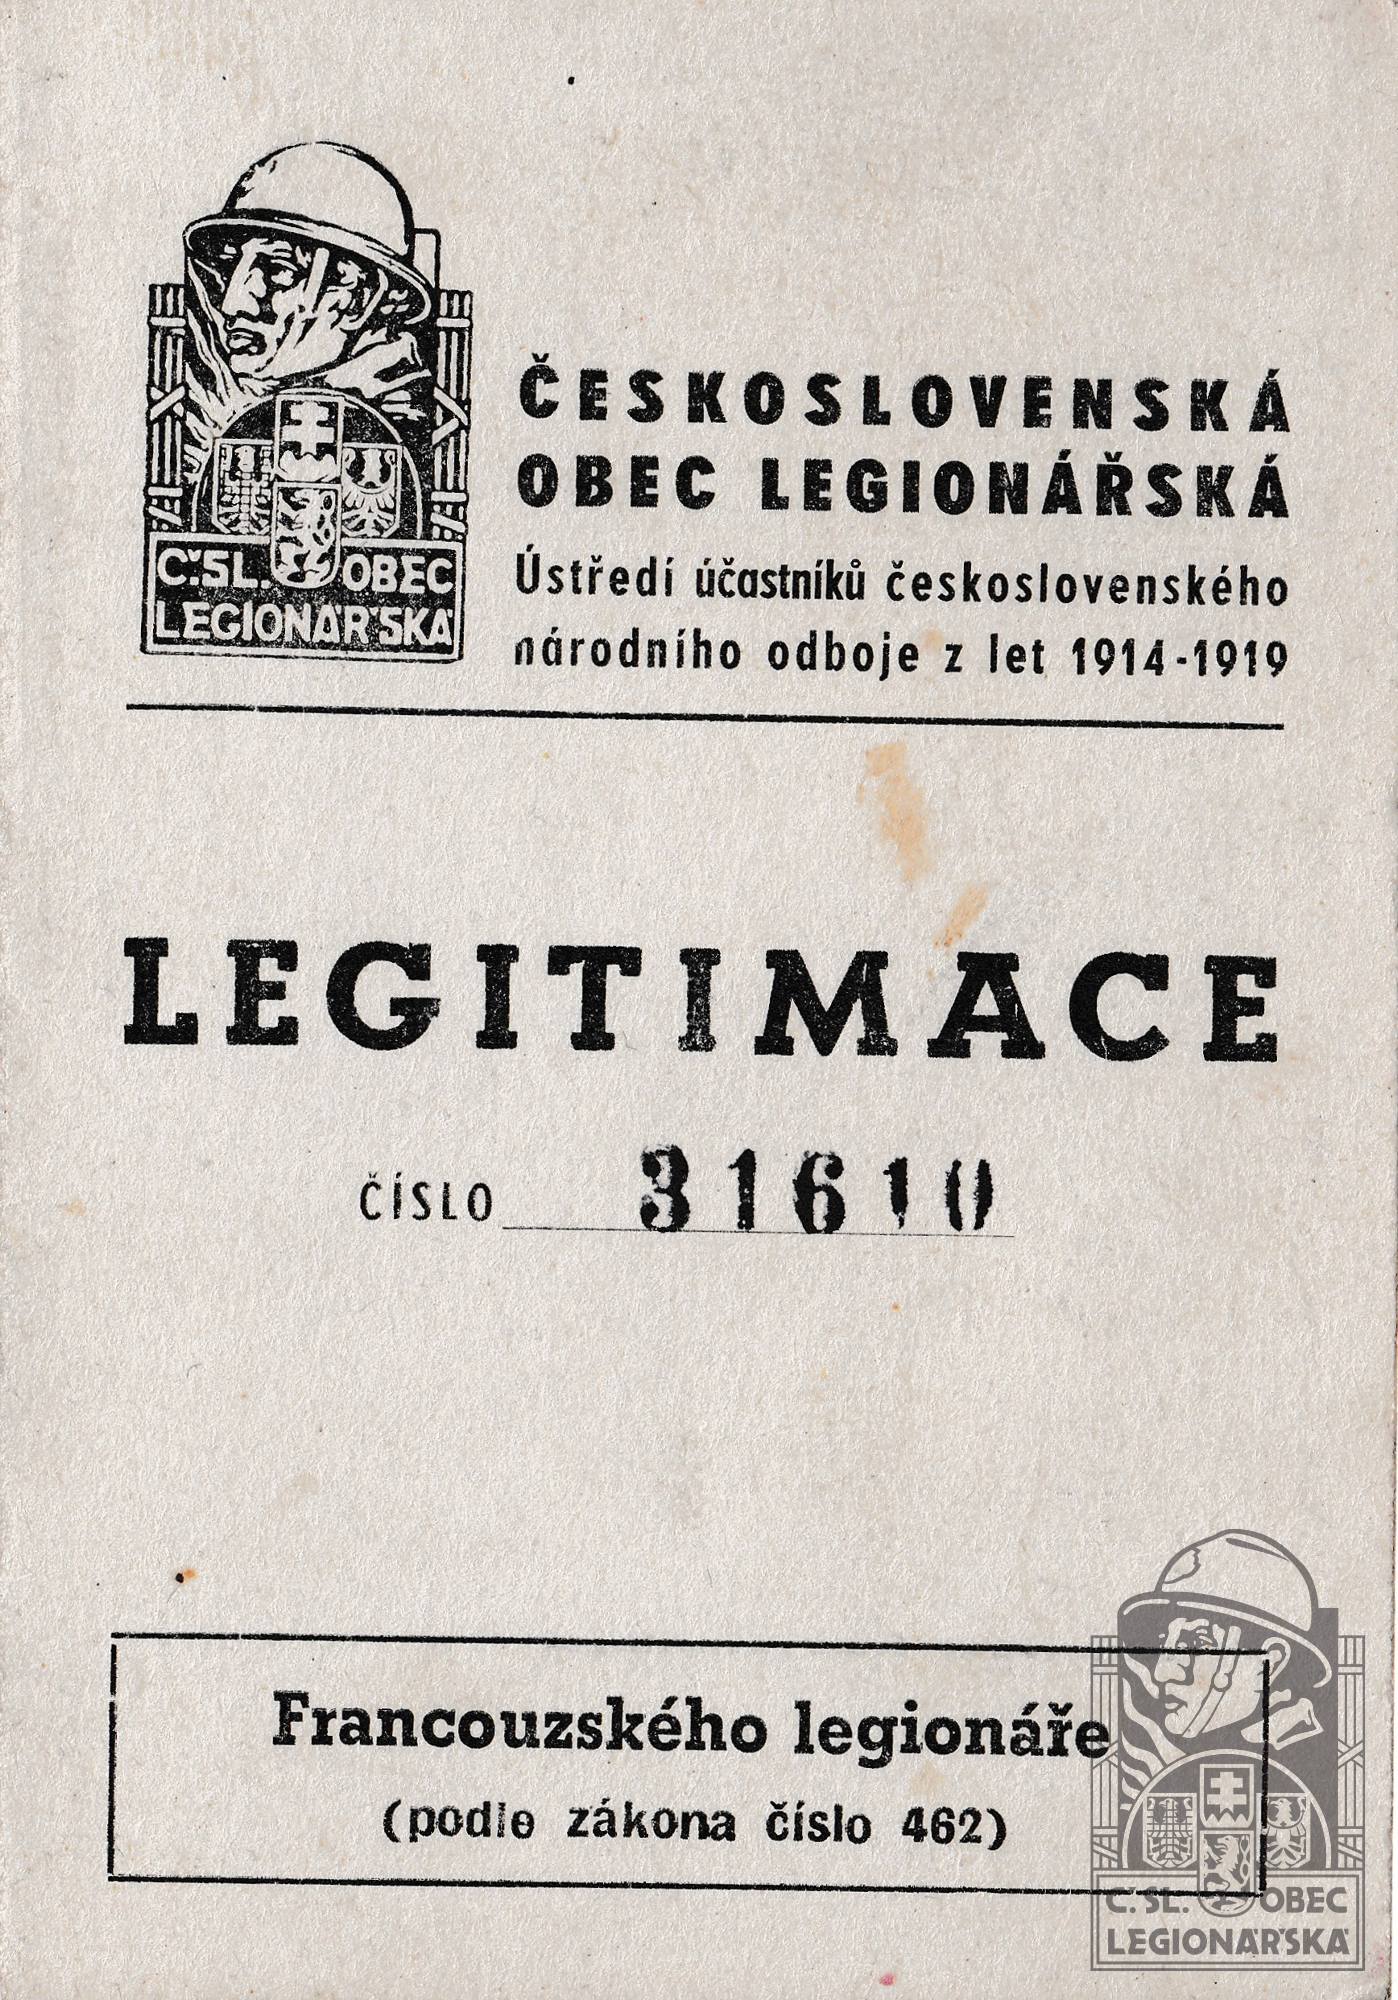 ČESKOSLOVENSKÁ
OBEC LEGIONÁŘSKÁ
Ústředí účastníků československého
národního odboje z let 1914-1919
Č.SL. OBEC
LEGIONÁŘSKÁ
LEGITIMACE
ČÍSLO 31610
Francouzského legionáře
(podle zákona číslo 462)
Č.SL. OBEC
LEGIONÁŘSKÁ